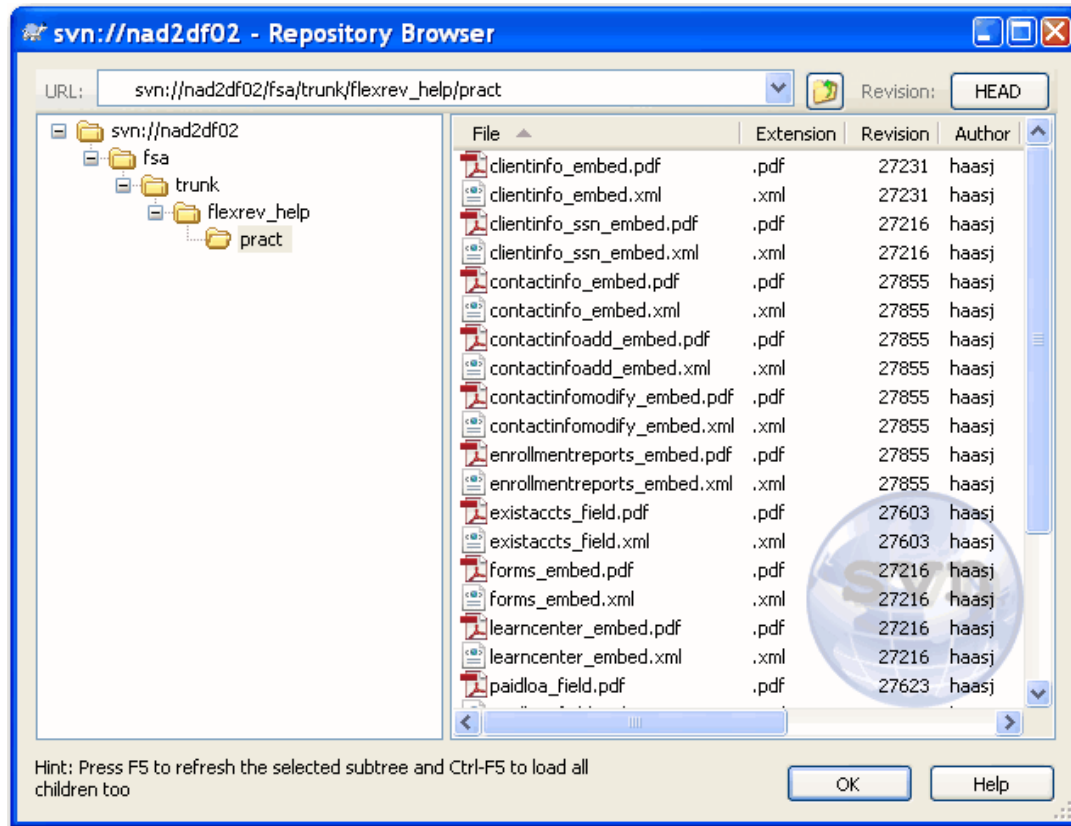 svn://nad2df02 - Repository Browser
URL: svn://nad2df02/fsa/trunk/flexrev_help/pract Revision: HEAD
svn://nad2df02
fsa
trunk
flexrev_help
pract
File Extension Revision Author
clientinfo_embed.pdf .pdf 27231 haasj
clientinfo_embed.xml .xml 27231 haasj
clientinfo_ssn_embed.pdf .pdf 27216 haasj
clientinfo_ssn_embed.xml .xml 27216 haasj
contactinfo_embed.pdf .pdf 27855 haasj
contactinfo_embed.xml .xml 27855 haasj
contactinfoadd_embed.pdf .pdf 27855 haasj
contactinfoadd_embed.xml .xml 27855 haasj
contactinfomodify_embed.pdf .pdf 27855 haasj
contactinfomodify_embed.xml .xml 27855 haasj
enrollmentreports_embed.pdf .pdf 27855 haasj
enrollmentreports_embed.xml .xml 27855 haasj
existaccts_field.pdf .pdf 27603 haasj
existaccts_field.xml .xml 27603 haasj
forms_embed.pdf .pdf 27216 haasj
forms_embed.xml .xml 27216 haasj
learncenter_embed.pdf .pdf 27216 haasj
learncenter_embed.xml .xml 27216 haasj
paidloa_field.pdf .pdf 27623 haasj
svn
Hint: Press F5 to refresh the selected subtree and Ctrl-F5 to load all
children too
OK Help